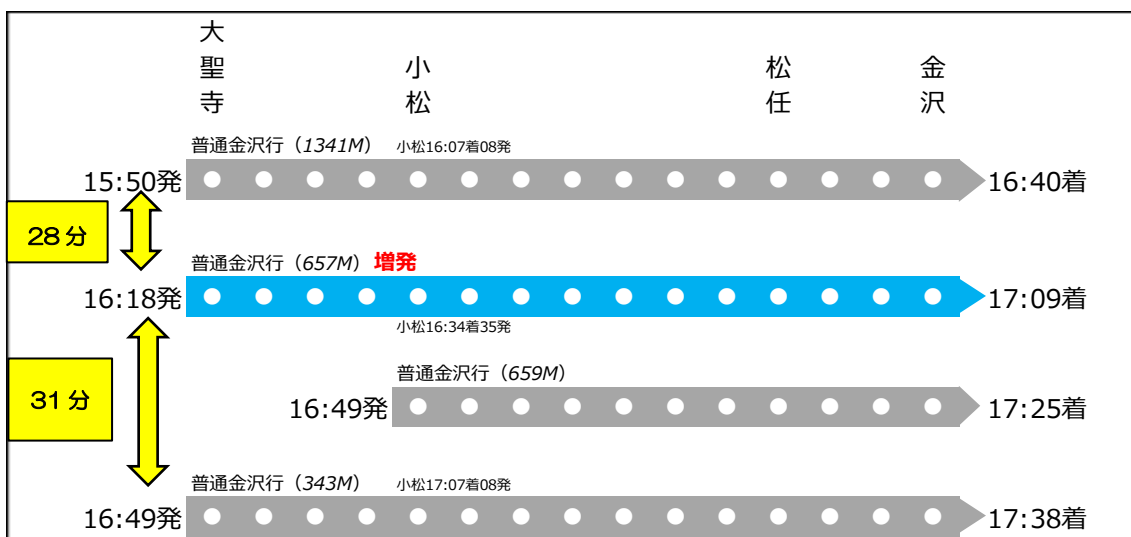 大聖寺
小松
松任
金沢
普通金沢行（1341M） 小松16:07着08発
15:50発
16:40着
28分
普通金沢行（657M） 増発
16:18発
17:09着
小松16:34着35発
普通金沢行（659M）
31分
16:49発
17:25着
普通金沢行（343M） 小松17:07着08発
16:49発
17:38着